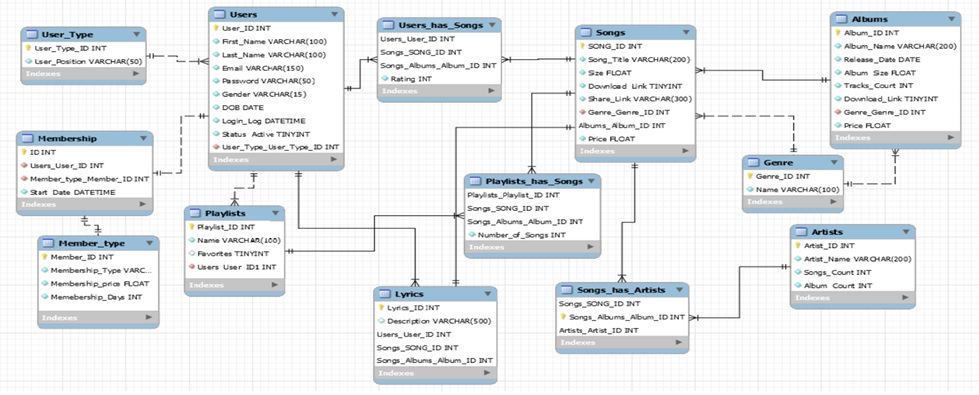 User_Type
User_Type_ID INT
User_Position VARCHAR(50)
Indexes
Users
User_ID INT
First_Name VARCHAR(100)
Last_Name VARCHAR(100)
Email VARCHAR(150)
Password VARCHAR(50)
Gender VARCHAR(15)
DOB DATE
Login_Log DATETIME
Status_Active TINYINT
User_Type_User_Type_ID INT
Indexes
Users_has_Songs
Users_User_ID INT
Songs_SONG_ID INT
Songs_Albums_Album_ID INT
Rating INT
Indexes
Songs
SONG_ID INT
Song_Title VARCHAR(200)
Size FLOAT
Download_Link TINYINT
Share_Link VARCHAR(300)
Genre_Genre_ID INT
Albums_Album_ID INT
Price FLOAT
Indexes
Albums
Album_ID INT
Album_Name VARCHAR(200)
Release_Date DATE
Album_Size FLOAT
Tracks_Count INT
Download_Link TINYINT
Genre_Genre_ID INT
Price FLOAT
Indexes
Membership
ID INT
Users_User_ID INT
Member_type_Member_ID INT
Start_Date DATETIME
Indexes
Genre
Genre_ID INT
Name VARCHAR(100)
Indexes
Playlists_has_Songs
Playlists_Playlist_ID INT
Songs_SONG_ID INT
Songs_Albums_Album_ID INT
Number_of_Songs INT
Indexes
Playlists
Playlist_ID INT
Name VARCHAR(100)
Favorites TINYINT
Users_User_ID1 INT
Indexes
Member_type
Member_ID INT
Membership_Type VARC...
Membership_price FLOAT
Memebership_Days INT
Indexes
Artists
Artist_ID INT
Artist_Name VARCHAR(200)
Songs_Count INT
Album_Count INT
Indexes
Lyrics
Lyrics_ID INT
Description VARCHAR(500)
Users_User_ID INT
Songs_SONG_ID INT
Songs_Albums_Album_ID INT
Indexes
Songs_has_Artists
Songs_SONG_ID INT
Songs_Albums_Album_ID INT
Artists_Artist_ID INT
Indexes